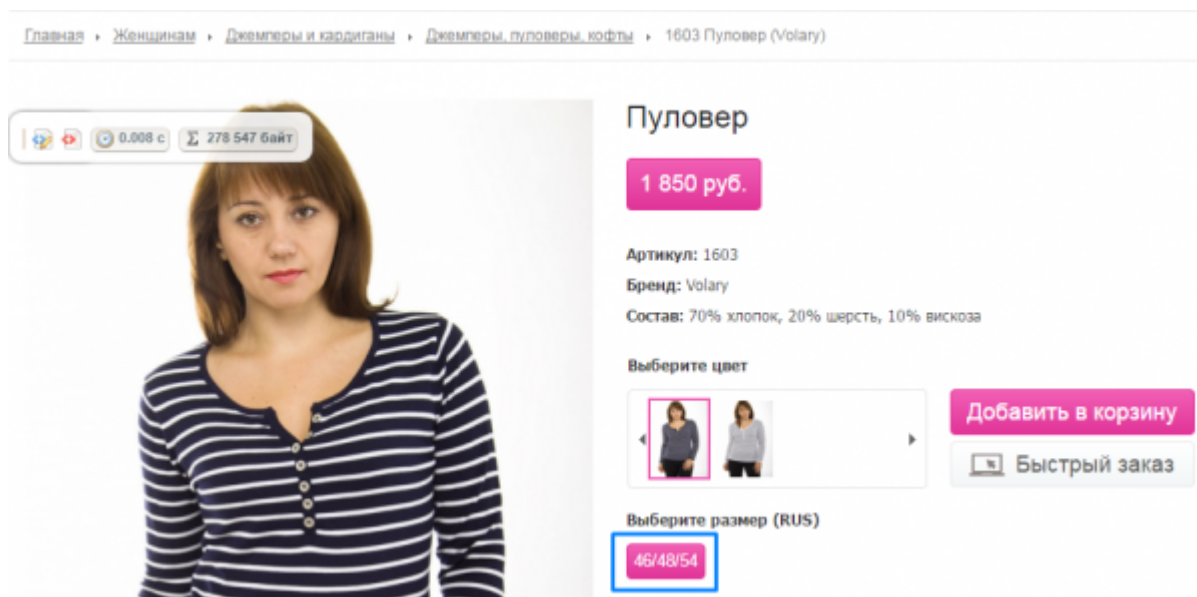 Главная › Женщинам › Джемперы и кардиганы › Джемперы, пуловеры, кофты › 1603 Пуловер (Volary)
0.008 с Σ 278 547 байт
Пуловер
1 850 руб.
Артикул: 1603
Бренд: Volary
Состав: 70% хлопок, 20% шерсть, 10% вискоза
Выберите цвет
Добавить в корзину
Быстрый заказ
Выберите размер (RUS)
46/48/54